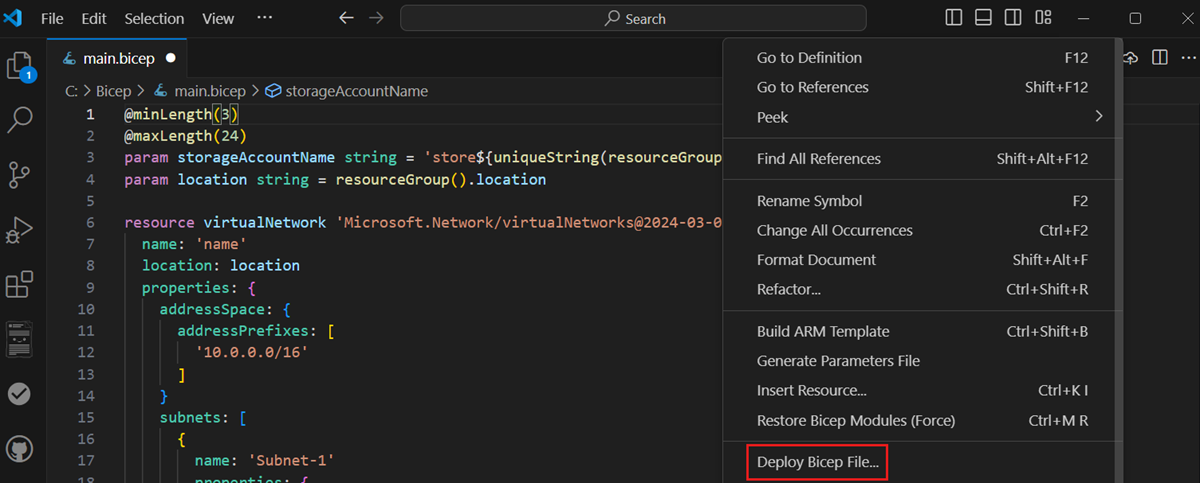 File Edit Selection View ··· Search
main.bicep
1
C: > Bicep > main.bicep > storageAccountName
1 @minLength(3)
2 @maxLength(24)
3 param storageAccountName string = 'store${uniqueString(resourceGroup
4 param location string = resourceGroup().location
5
6 resource virtualNetwork 'Microsoft.Network/virtualNetworks@2024-03-0
7 name: 'name'
8 location: location
9 properties: {
10 addressSpace: {
11 addressPrefixes: [
12 '10.0.0.0/16'
13 ]
14 }
15 subnets: [
16 {
17 name: 'Subnet-1'
18 properties: {
Go to Definition F12
Go to References Shift+F12
Peek >
Find All References Shift+Alt+F12
Rename Symbol F2
Change All Occurrences Ctrl+F2
Format Document Shift+Alt+F
Refactor... Ctrl+Shift+R
Build ARM Template Ctrl+Shift+B
Generate Parameters File
Insert Resource... Ctrl+K I
Restore Bicep Modules (Force) Ctrl+M R
Deploy Bicep File...